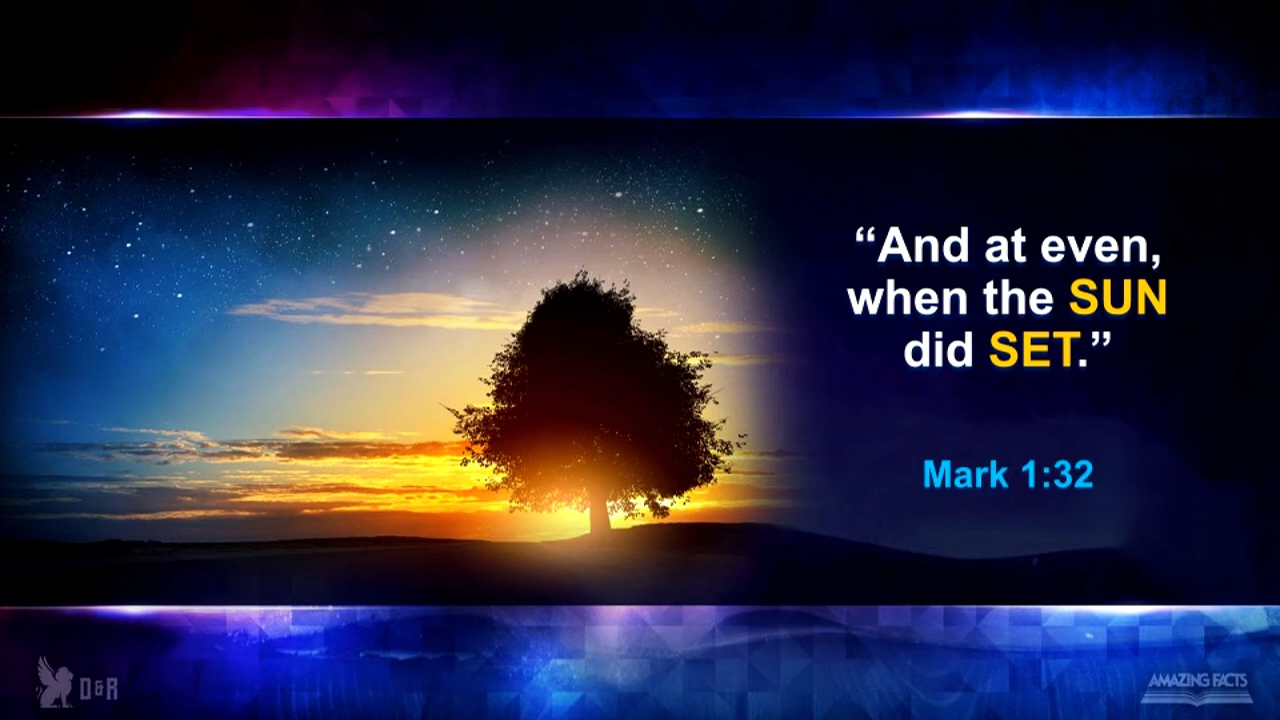 “And at even,
when the SUN
did SET.”
Mark 1:32
D&R
AMAZING FACTS